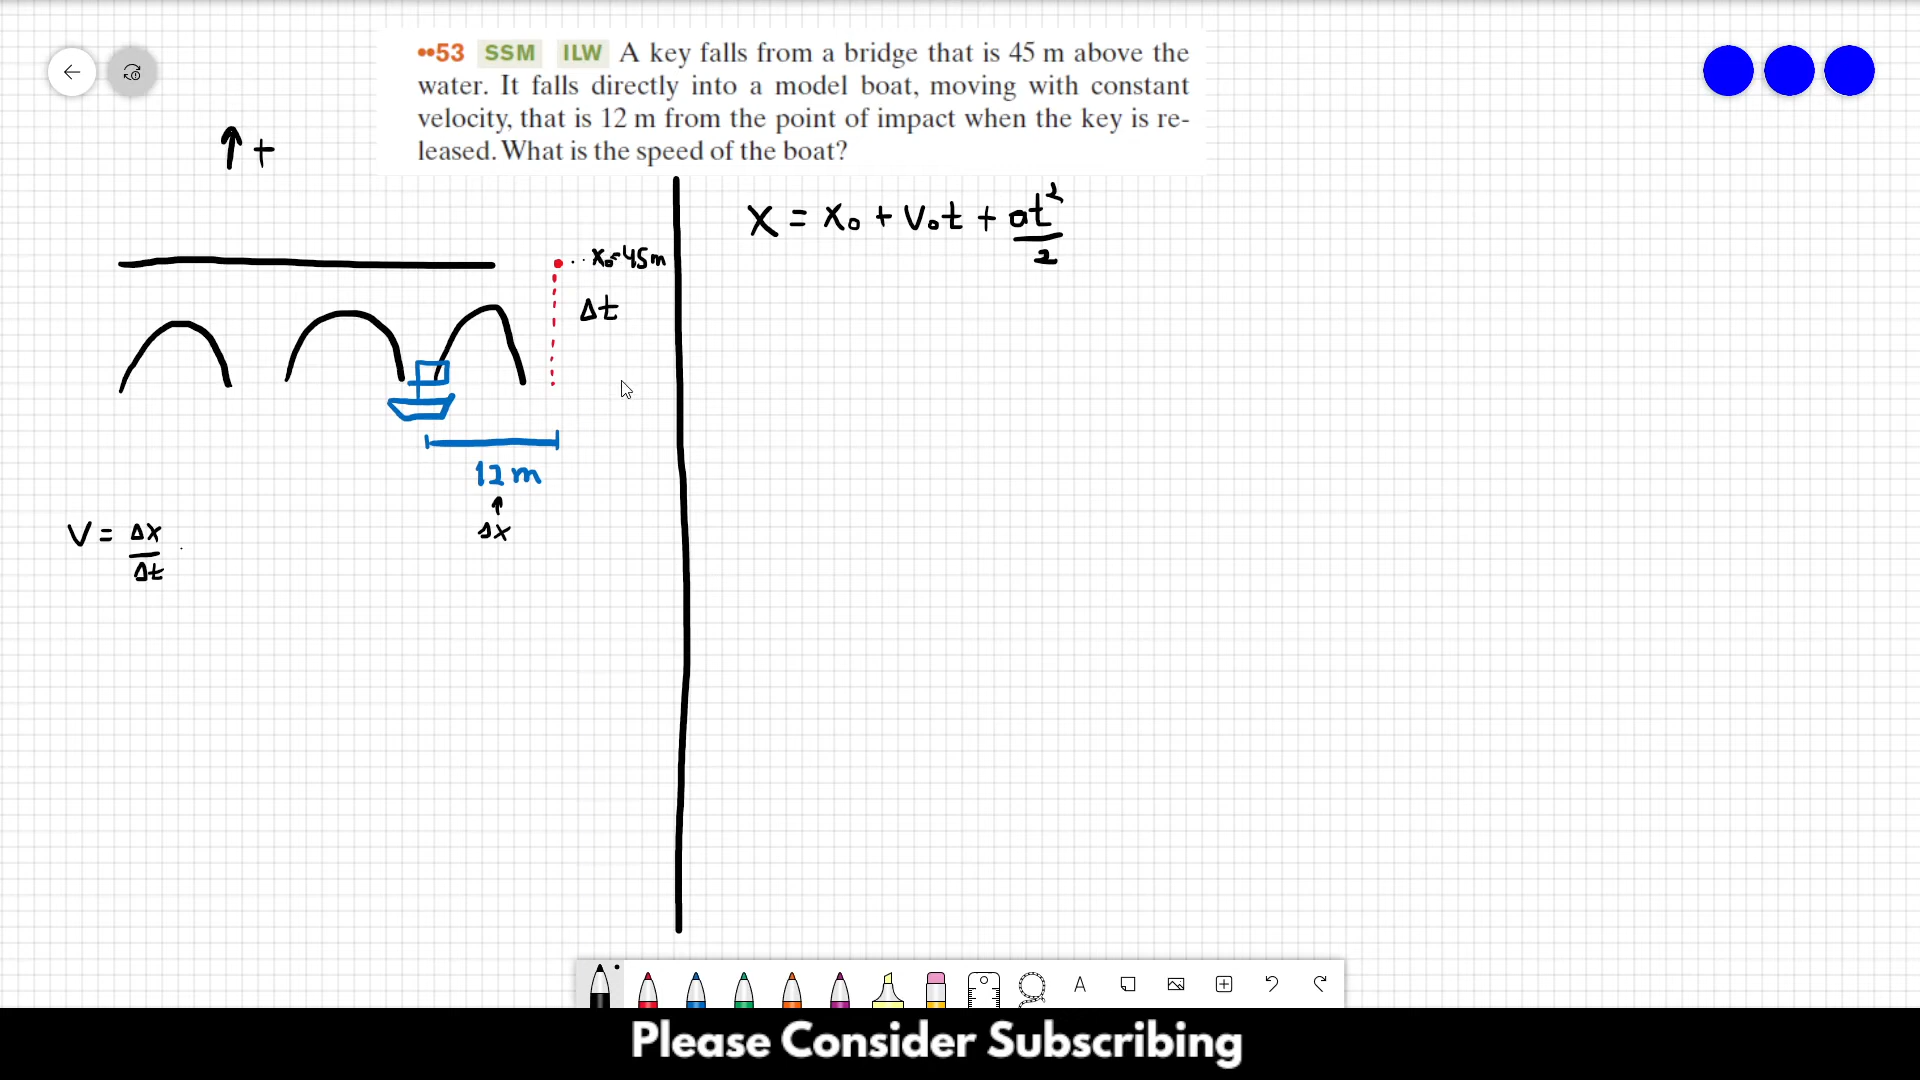 ••53 SSM ILW A key falls from a bridge that is 45 m above the
water. It falls directly into a model boat, moving with constant
velocity, that is 12 m from the point of impact when the key is re-
leased. What is the speed of the boat?
↑ +
x = x₀ + v₀t + at²/2
x₀=45m
Δt
12 m
↑
Δx
V = Δx/Δt
A
Please Consider Subscribing